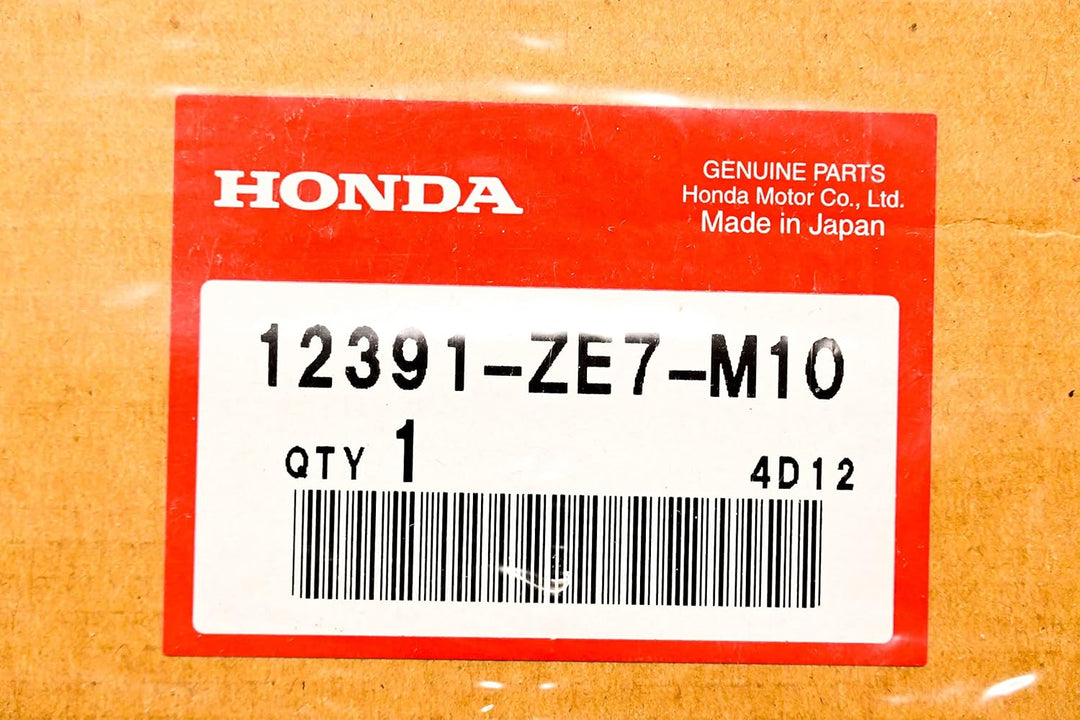 HONDA
GENUINE PARTS
Honda Motor Co., Ltd.
Made in Japan
12391-ZE7-M10
QTY 1 4D12